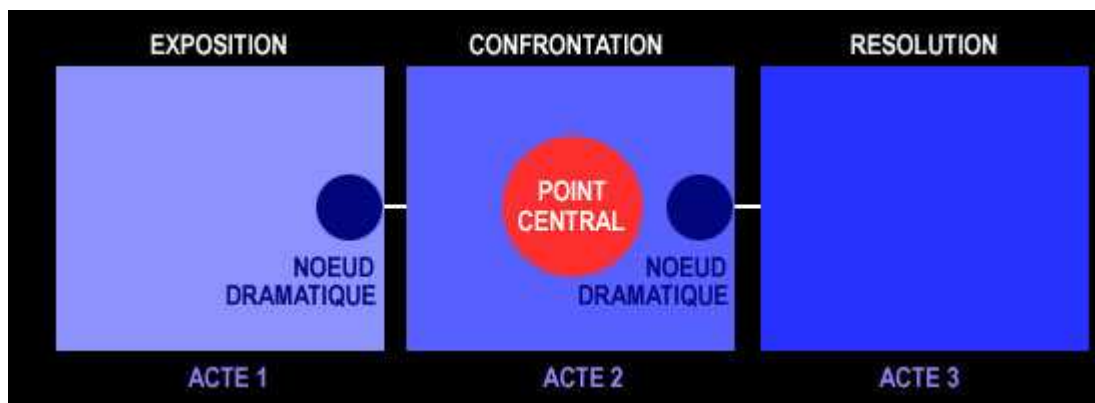 EXPOSITION
CONFRONTATION
RESOLUTION
NOEUD
DRAMATIQUE
POINT
CENTRAL
NOEUD
DRAMATIQUE
ACTE 1
ACTE 2
ACTE 3